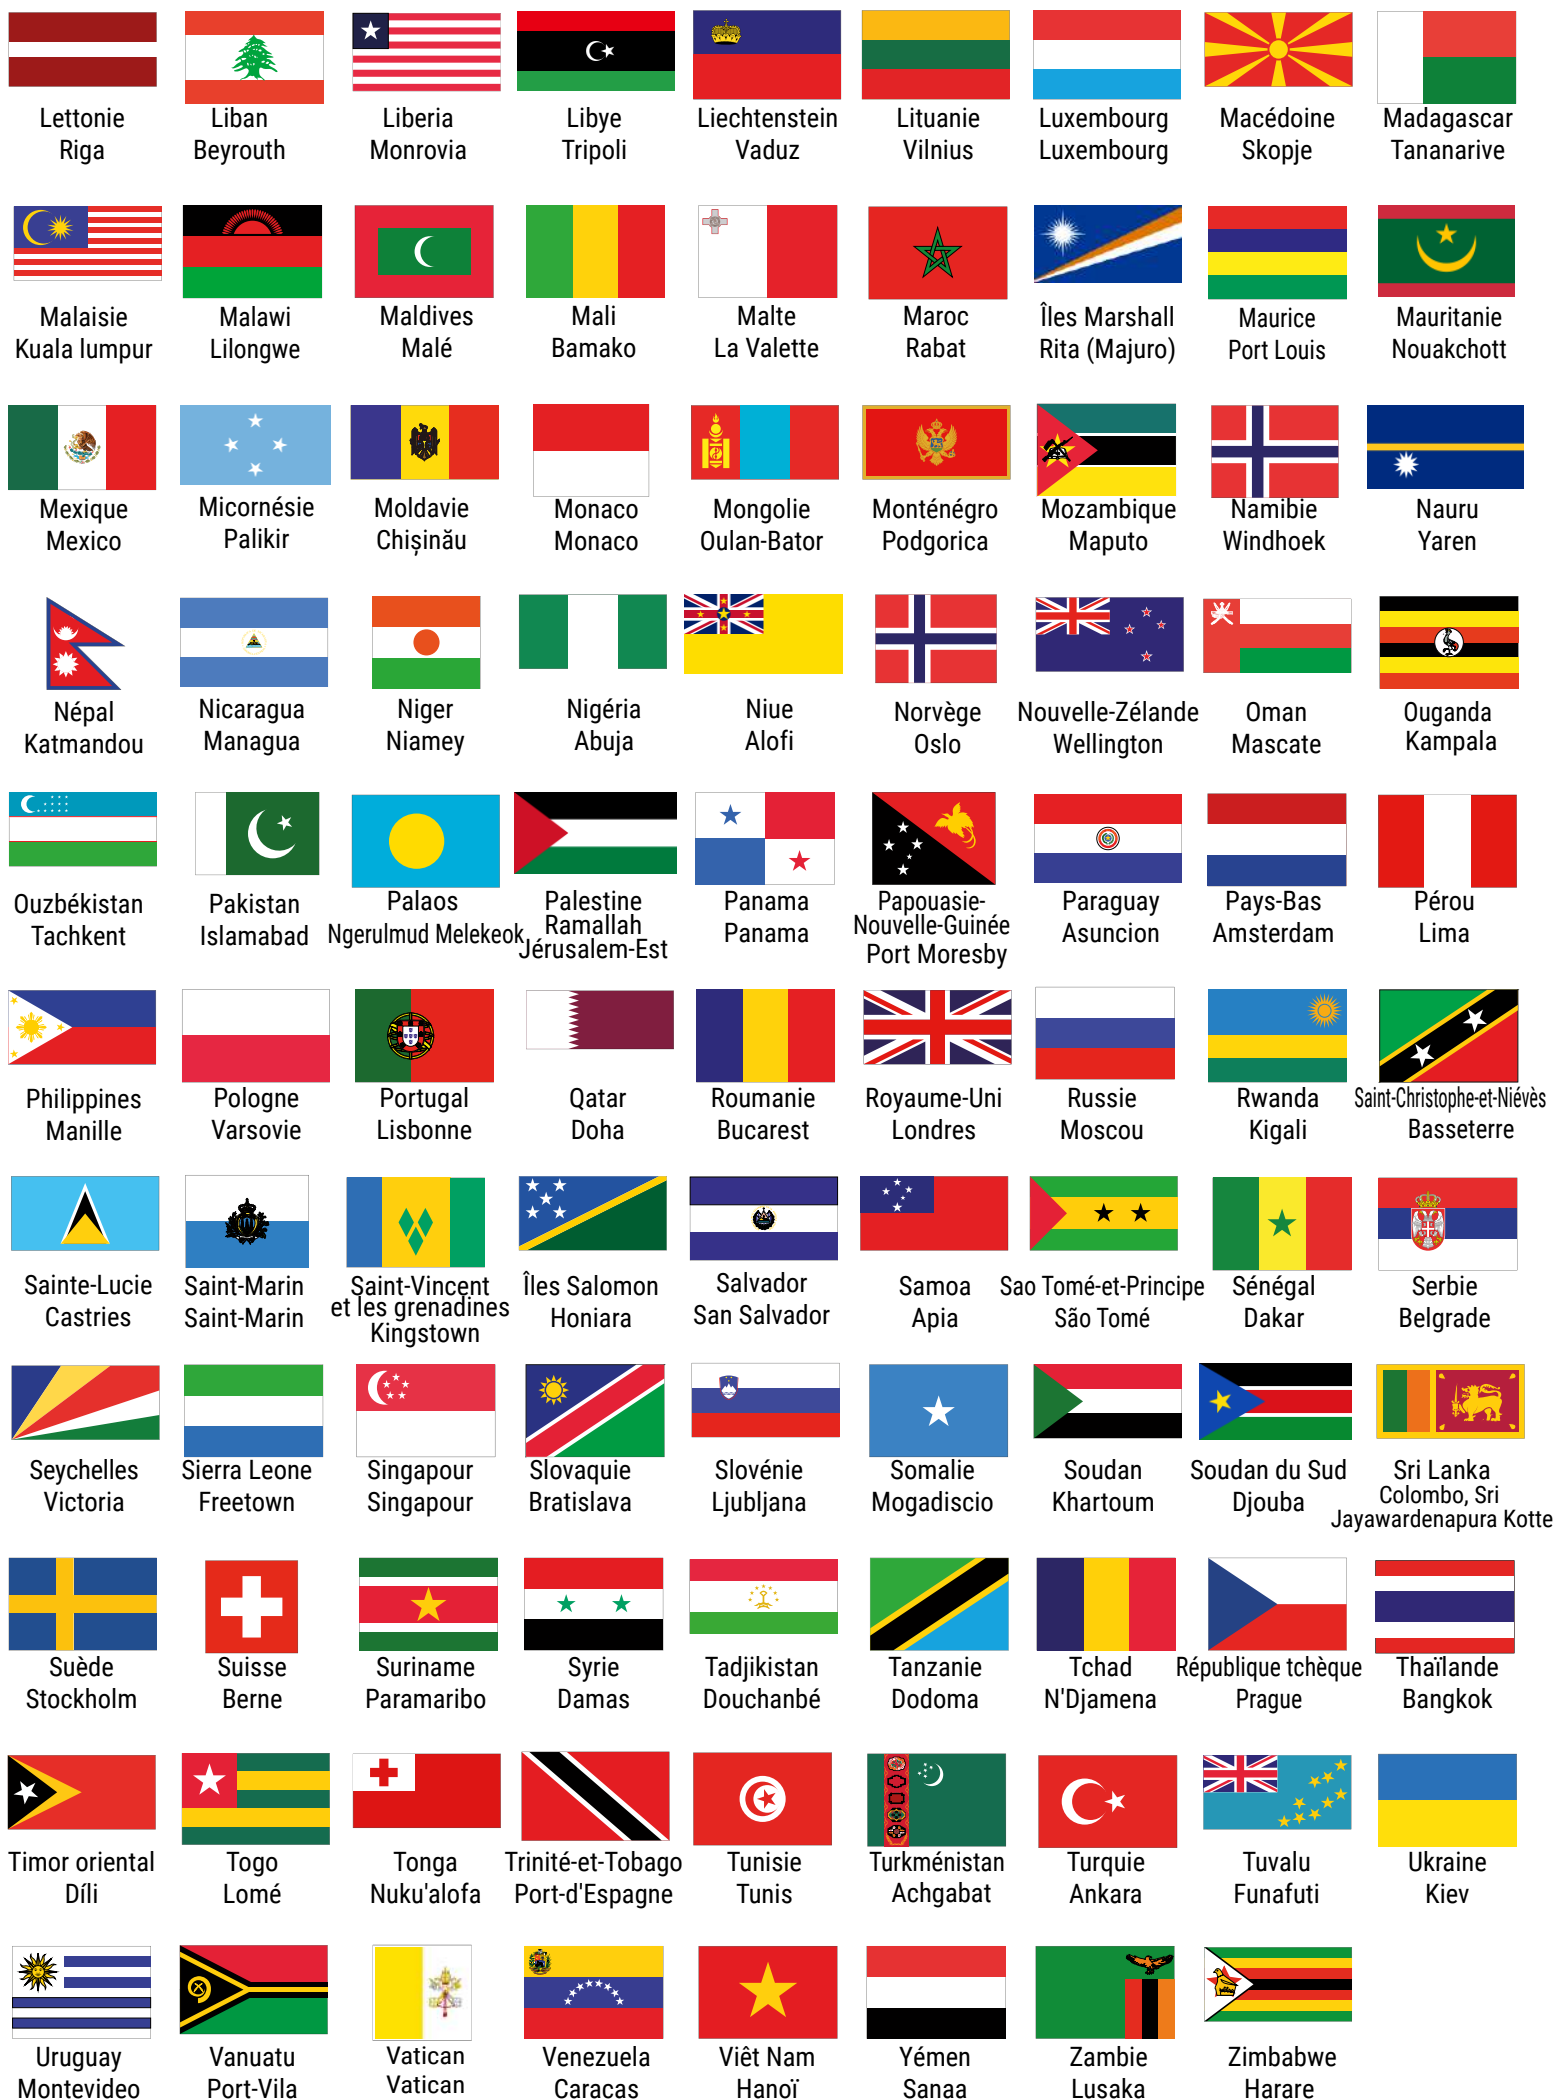 Lettonie
Riga
Liban
Beyrouth
Liberia
Monrovia
Libye
Tripoli
Liechtenstein
Vaduz
Lituanie
Vilnius
Luxembourg
Luxembourg
Macédoine
Skopje
Madagascar
Tananarive
Malaisie
Kuala lumpur
Malawi
Lilongwe
Maldives
Malé
Mali
Bamako
Malte
La Valette
Maroc
Rabat
Îles Marshall
Rita (Majuro)
Maurice
Port Louis
Mauritanie
Nouakchott
Mexique
Mexico
Micornésie
Palikir
Moldavie
Chișinău
Monaco
Monaco
Mongolie
Oulan-Bator
Monténégro
Podgorica
Mozambique
Maputo
Namibie
Windhoek
Nauru
Yaren
Népal
Katmandou
Nicaragua
Managua
Niger
Niamey
Nigéria
Abuja
Niue
Alofi
Norvège
Oslo
Nouvelle-Zélande
Wellington
Oman
Mascate
Ouganda
Kampala
Ouzbékistan
Tachkent
Pakistan
Islamabad
Palaos
Ngerulmud Melekeok
Palestine
Ramallah
Jérusalem-Est
Panama
Panama
Papouasie-
Nouvelle-Guinée
Port Moresby
Paraguay
Asuncion
Pays-Bas
Amsterdam
Pérou
Lima
Philippines
Manille
Pologne
Varsovie
Portugal
Lisbonne
Qatar
Doha
Roumanie
Bucarest
Royaume-Uni
Londres
Russie
Moscou
Rwanda
Kigali
Saint-Christophe-et-Niévès
Basseterre
Sainte-Lucie
Castries
Saint-Marin
Saint-Marin
Saint-Vincent
et les grenadines
Kingstown
Îles Salomon
Honiara
Salvador
San Salvador
Samoa
Apia
Sao Tomé-et-Principe
São Tomé
Sénégal
Dakar
Serbie
Belgrade
Seychelles
Victoria
Sierra Leone
Freetown
Singapour
Singapour
Slovaquie
Bratislava
Slovénie
Ljubljana
Somalie
Mogadiscio
Soudan
Khartoum
Soudan du Sud
Djouba
Sri Lanka
Colombo, Sri
Jayawardenapura Kotte
Suède
Stockholm
Suisse
Berne
Suriname
Paramaribo
Syrie
Damas
Tadjikistan
Douchanbé
Tanzanie
Dodoma
Tchad
N'Djamena
République tchèque
Prague
Thaïlande
Bangkok
Timor oriental
Díli
Togo
Lomé
Tonga
Nuku'alofa
Trinité-et-Tobago
Port-d'Espagne
Tunisie
Tunis
Turkménistan
Achgabat
Turquie
Ankara
Tuvalu
Funafuti
Ukraine
Kiev
Uruguay
Montevideo
Vanuatu
Port-Vila
Vatican
Vatican
Venezuela
Caracas
Viêt Nam
Hanoï
Yémen
Sanaa
Zambie
Lusaka
Zimbabwe
Harare